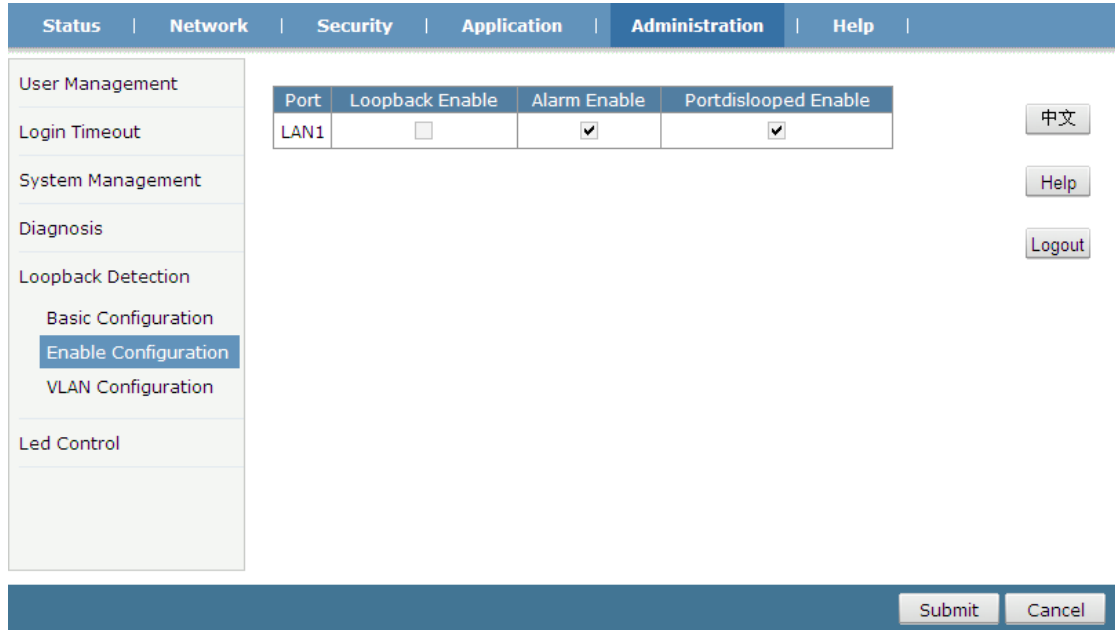 Status | Network | Security | Application | Administration | Help |
User Management
Login Timeout
System Management
Diagnosis
Loopback Detection
Basic Configuration
Enable Configuration
VLAN Configuration
Led Control
Port Loopback Enable Alarm Enable Portdislooped Enable
LAN1
中文
Help
Logout
Submit Cancel